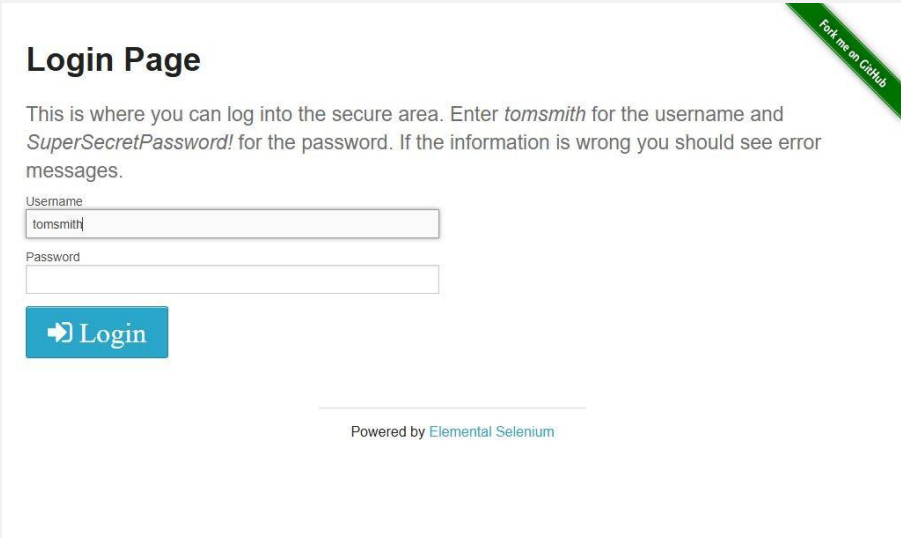 Fork me on GitHub
Login Page
This is where you can log into the secure area. Enter tomsmith for the username and
SuperSecretPassword! for the password. If the information is wrong you should see error
messages.
Username
tomsmith
Password
Login
Powered by Elemental Selenium